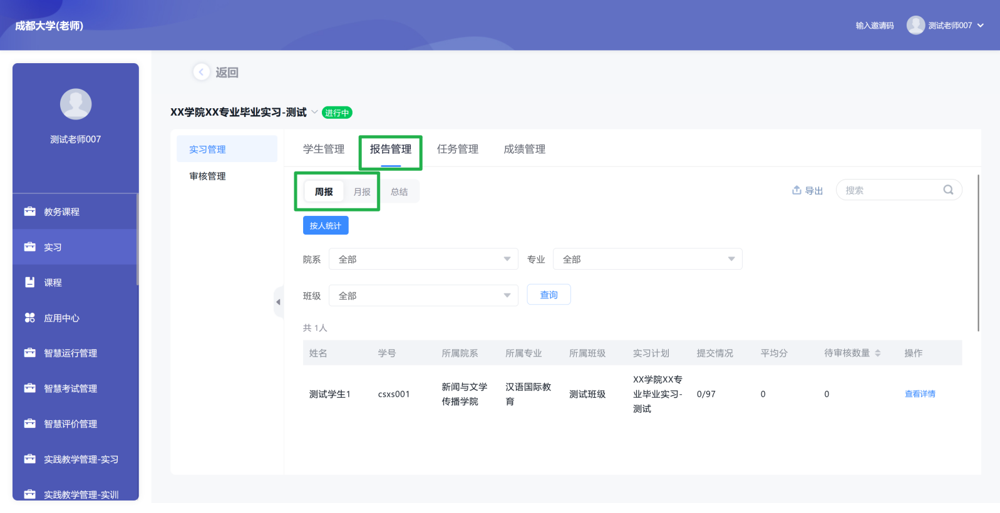 成都大学(老师)
输入邀请码
测试老师007
测试老师007
教务课程
实习
课程
应用中心
智慧运行管理
智慧考试管理
智慧评价管理
实践教学管理-实习
实践教学管理-实训
返回
XX学院XX专业毕业实习-测试
进行中
实习管理
审核管理
学生管理 报告管理 任务管理 成绩管理
周报 月报 总结
导出
搜索
按人统计
院系 全部 专业 全部
班级 全部 查询
共 1人
姓名 学号 所属院系 所属专业 所属班级 实习计划 提交情况 平均分 待审核数量 操作
测试学生1 csxs001 新闻与文学传播学院 汉语国际教育 测试班级 XX学院XX专业毕业实习-测试 0/97 0 0 查看详情